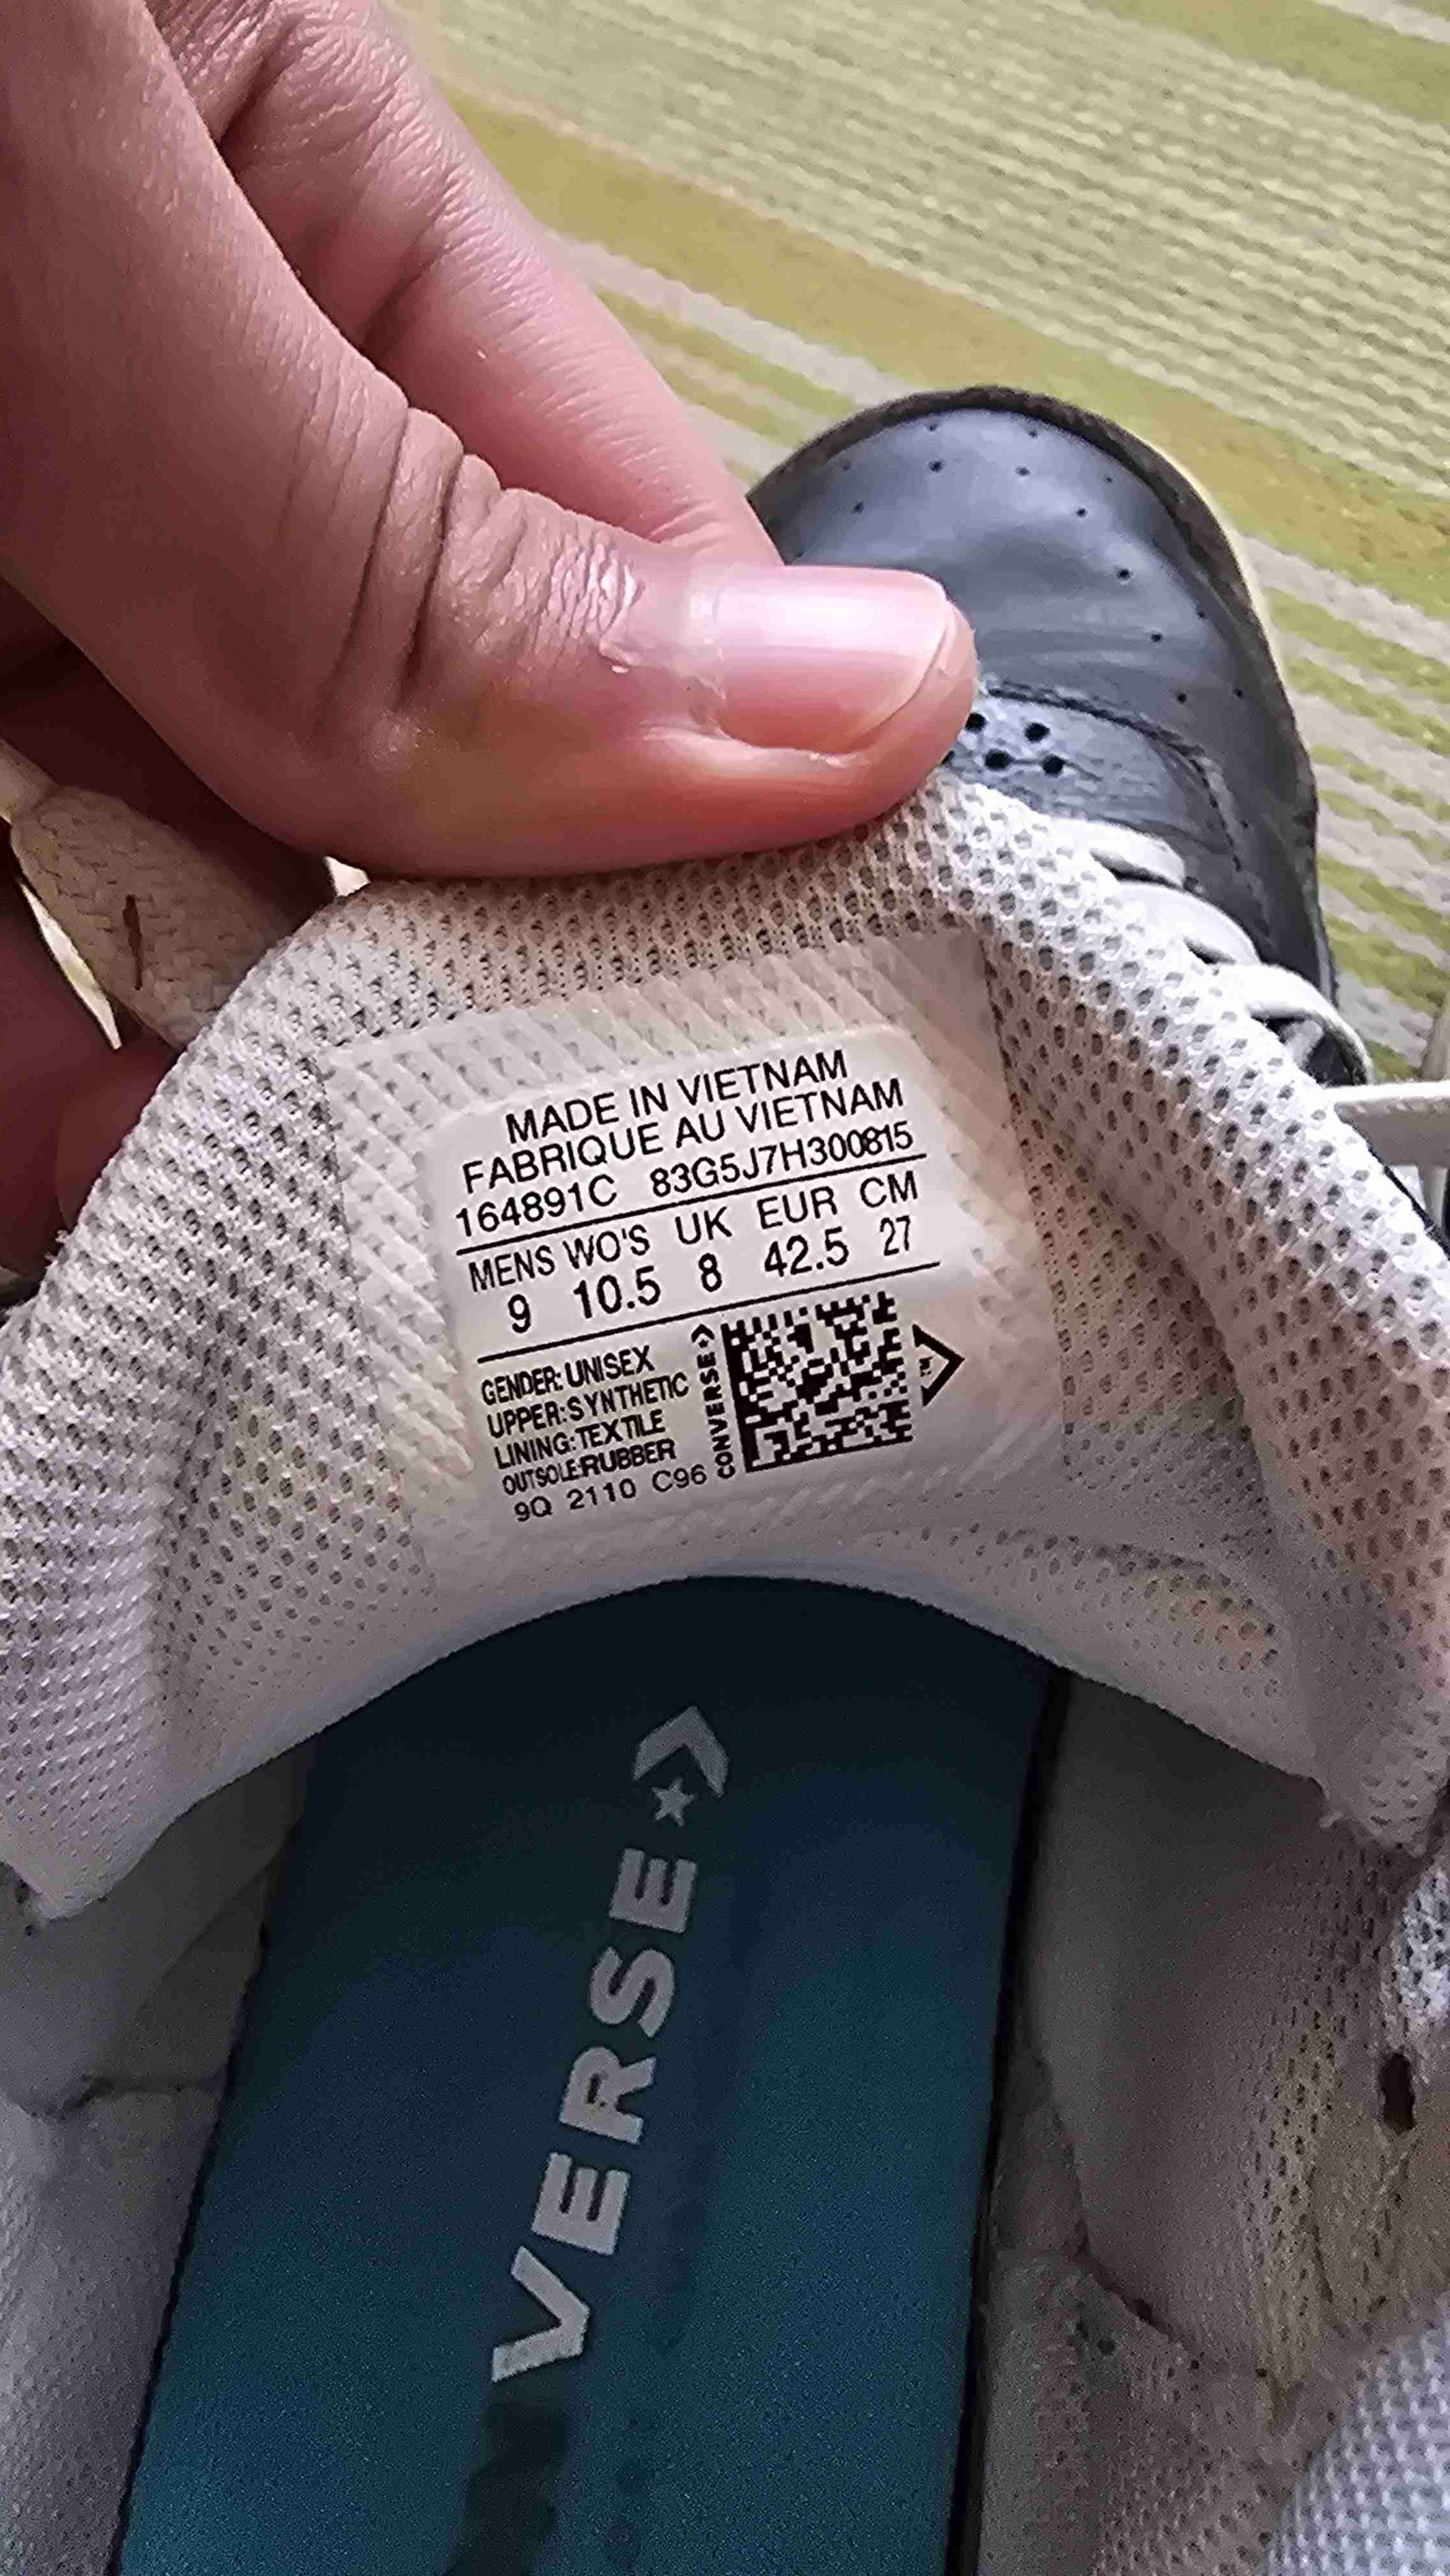 MADE IN VIETNAM
FABRIQUE AU VIETNAM
164891C 83G5J7H300815
MENS WO'S UK EUR CM
9 10.5 8 42.5 27
GENDER: UNISEX
UPPER:SYNTHETIC
LINING:TEXTILE
OUTSOLE:RUBBER
9Q 2110 C96
CONVERSE
VERSE